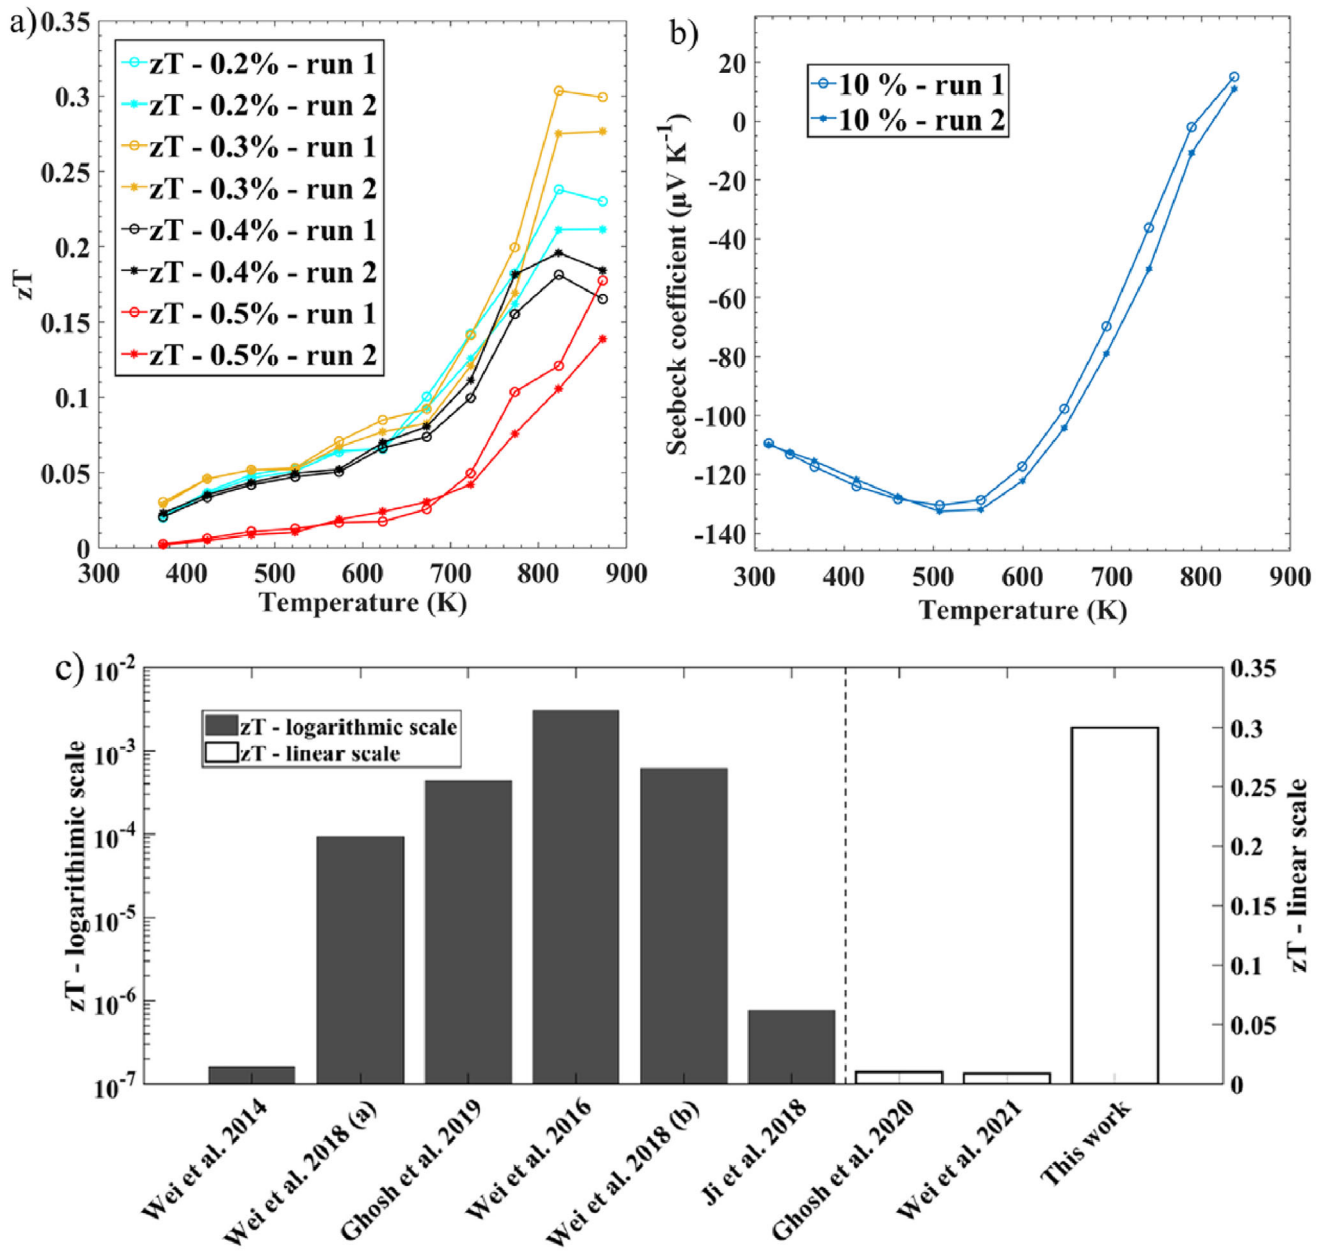 a)
0.35
0.3
0.25
0.2
0.15
0.1
0.05
0
zT
zT - 0.2% - run 1
zT - 0.2% - run 2
zT - 0.3% - run 1
zT - 0.3% - run 2
zT - 0.4% - run 1
zT - 0.4% - run 2
zT - 0.5% - run 1
zT - 0.5% - run 2
300 400 500 600 700 800 900
Temperature (K)
b)
20
0
-20
-40
-60
-80
-100
-120
-140
Seebeck coefficient (µV K⁻¹)
10 % - run 1
10 % - run 2
300 400 500 600 700 800 900
Temperature (K)
c)
10⁻²
10⁻³
10⁻⁴
10⁻⁵
10⁻⁶
10⁻⁷
zT - logarithimic scale
zT - logarithmic scale
zT - linear scale
0.35
0.3
0.25
0.2
0.15
0.1
0.05
0
zT - linear scale
Wei et al. 2014
Wei et al. 2018 (a)
Ghosh et al. 2019
Wei et al. 2016
Wei et al. 2018 (b)
Ji et al. 2018
Ghosh et al. 2020
Wei et al. 2021
This work